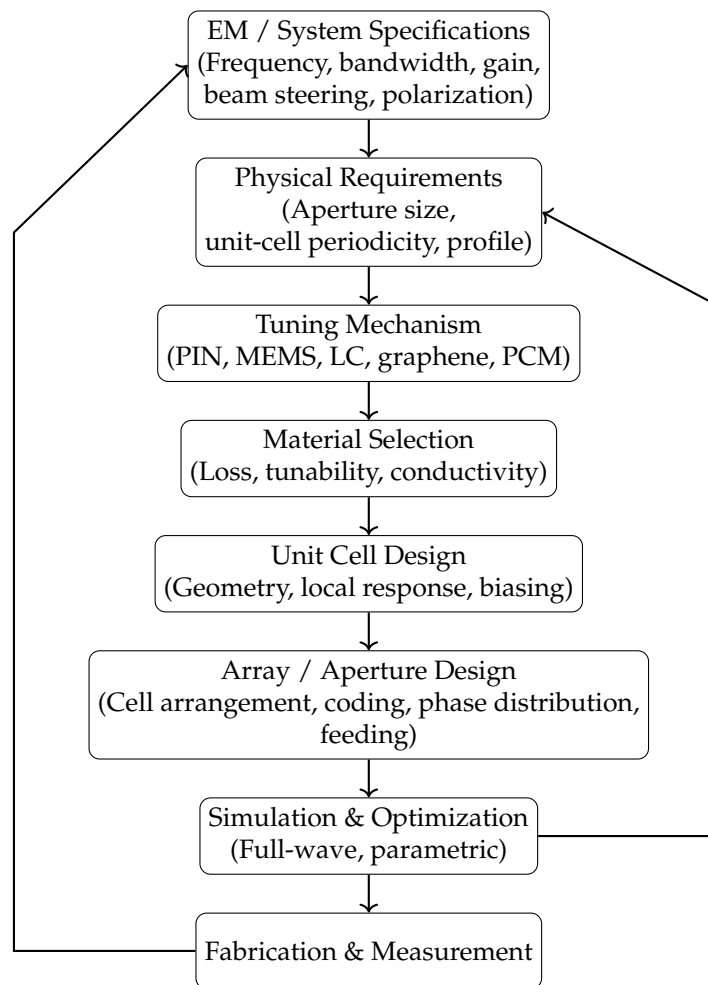 EM / System Specifications
(Frequency, bandwidth, gain,
beam steering, polarization)
Physical Requirements
(Aperture size,
unit-cell periodicity, profile)
Tuning Mechanism
(PIN, MEMS, LC, graphene, PCM)
Material Selection
(Loss, tunability, conductivity)
Unit Cell Design
(Geometry, local response, biasing)
Array / Aperture Design
(Cell arrangement, coding, phase distribution,
feeding)
Simulation & Optimization
(Full-wave, parametric)
Fabrication & Measurement